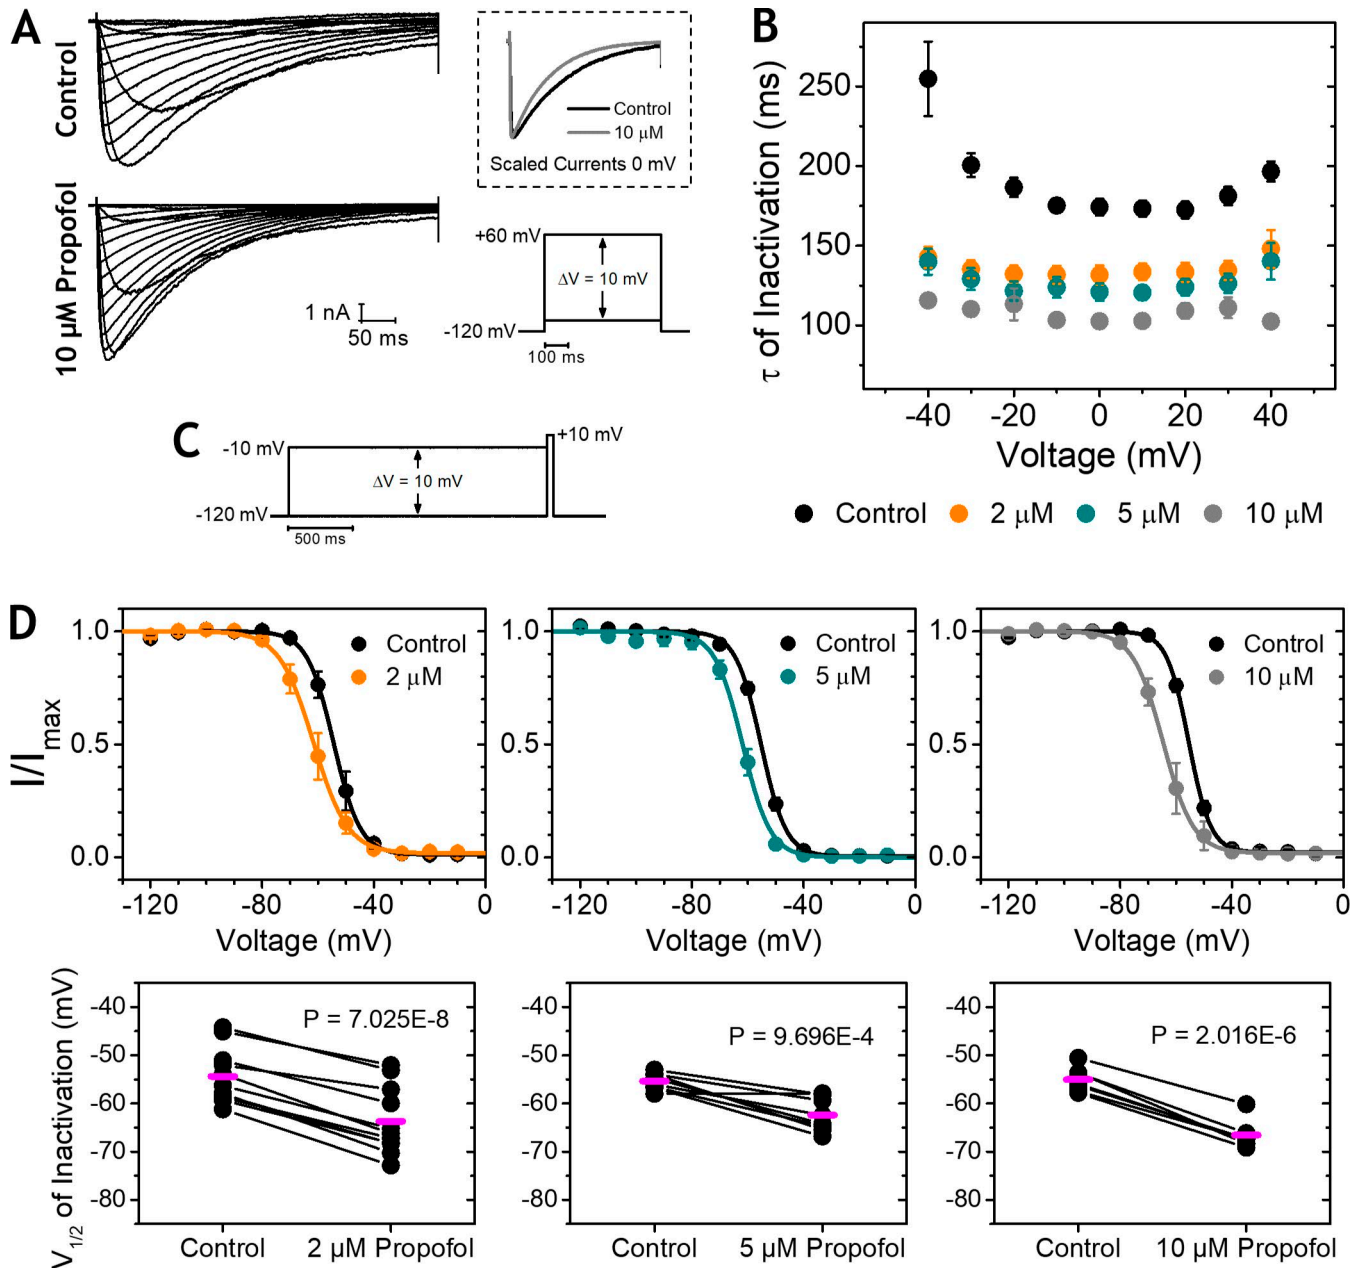 A
Control
10 µM Propofol
1 nA
50 ms
Control
10 µM
Scaled Currents 0 mV
+60 mV
ΔV = 10 mV
-120 mV
100 ms
B
τ of Inactivation (ms)
250
200
150
100
-40
-20
0
20
40
Voltage (mV)
Control
2 µM
5 µM
10 µM
C
-10 mV
+10 mV
ΔV = 10 mV
-120 mV
500 ms
D
I/Imax
1.0
0.5
0.0
Control
2 µM
-120
-80
-40
0
Voltage (mV)
1.0
0.5
0.0
Control
5 µM
-120
-80
-40
0
Voltage (mV)
1.0
0.5
0.0
Control
10 µM
-120
-80
-40
0
Voltage (mV)
V1/2 of Inactivation (mV)
-40
-50
-60
-70
-80
P = 7.025E-8
Control
2 µM Propofol
-40
-50
-60
-70
-80
P = 9.696E-4
Control
5 µM Propofol
-40
-50
-60
-70
-80
P = 2.016E-6
Control
10 µM Propofol